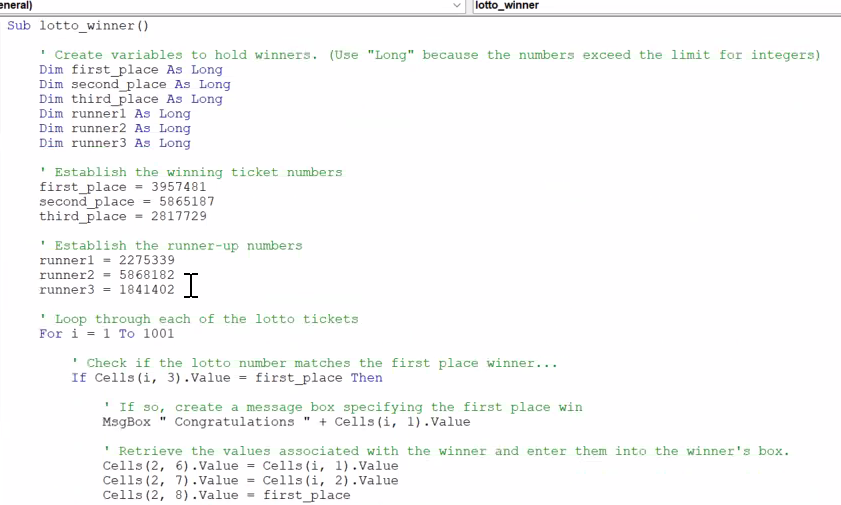 eneral)
lotto_winner
Sub lotto_winner()
' Create variables to hold winners. (Use "Long" because the numbers exceed the limit for integers)
Dim first_place As Long
Dim second_place As Long
Dim third_place As Long
Dim runner1 As Long
Dim runner2 As Long
Dim runner3 As Long
' Establish the winning ticket numbers
first_place = 3957481
second_place = 5865187
third_place = 2817729
' Establish the runner-up numbers
runner1 = 2275339
runner2 = 5868182
runner3 = 1841402
' Loop through each of the lotto tickets
For i = 1 To 1001
' Check if the lotto number matches the first place winner...
If Cells(i, 3).Value = first_place Then
' If so, create a message box specifying the first place win
MsgBox " Congratulations " + Cells(i, 1).Value
' Retrieve the values associated with the winner and enter them into the winner's box.
Cells(2, 6).Value = Cells(i, 1).Value
Cells(2, 7).Value = Cells(i, 2).Value
Cells(2, 8).Value = first_place